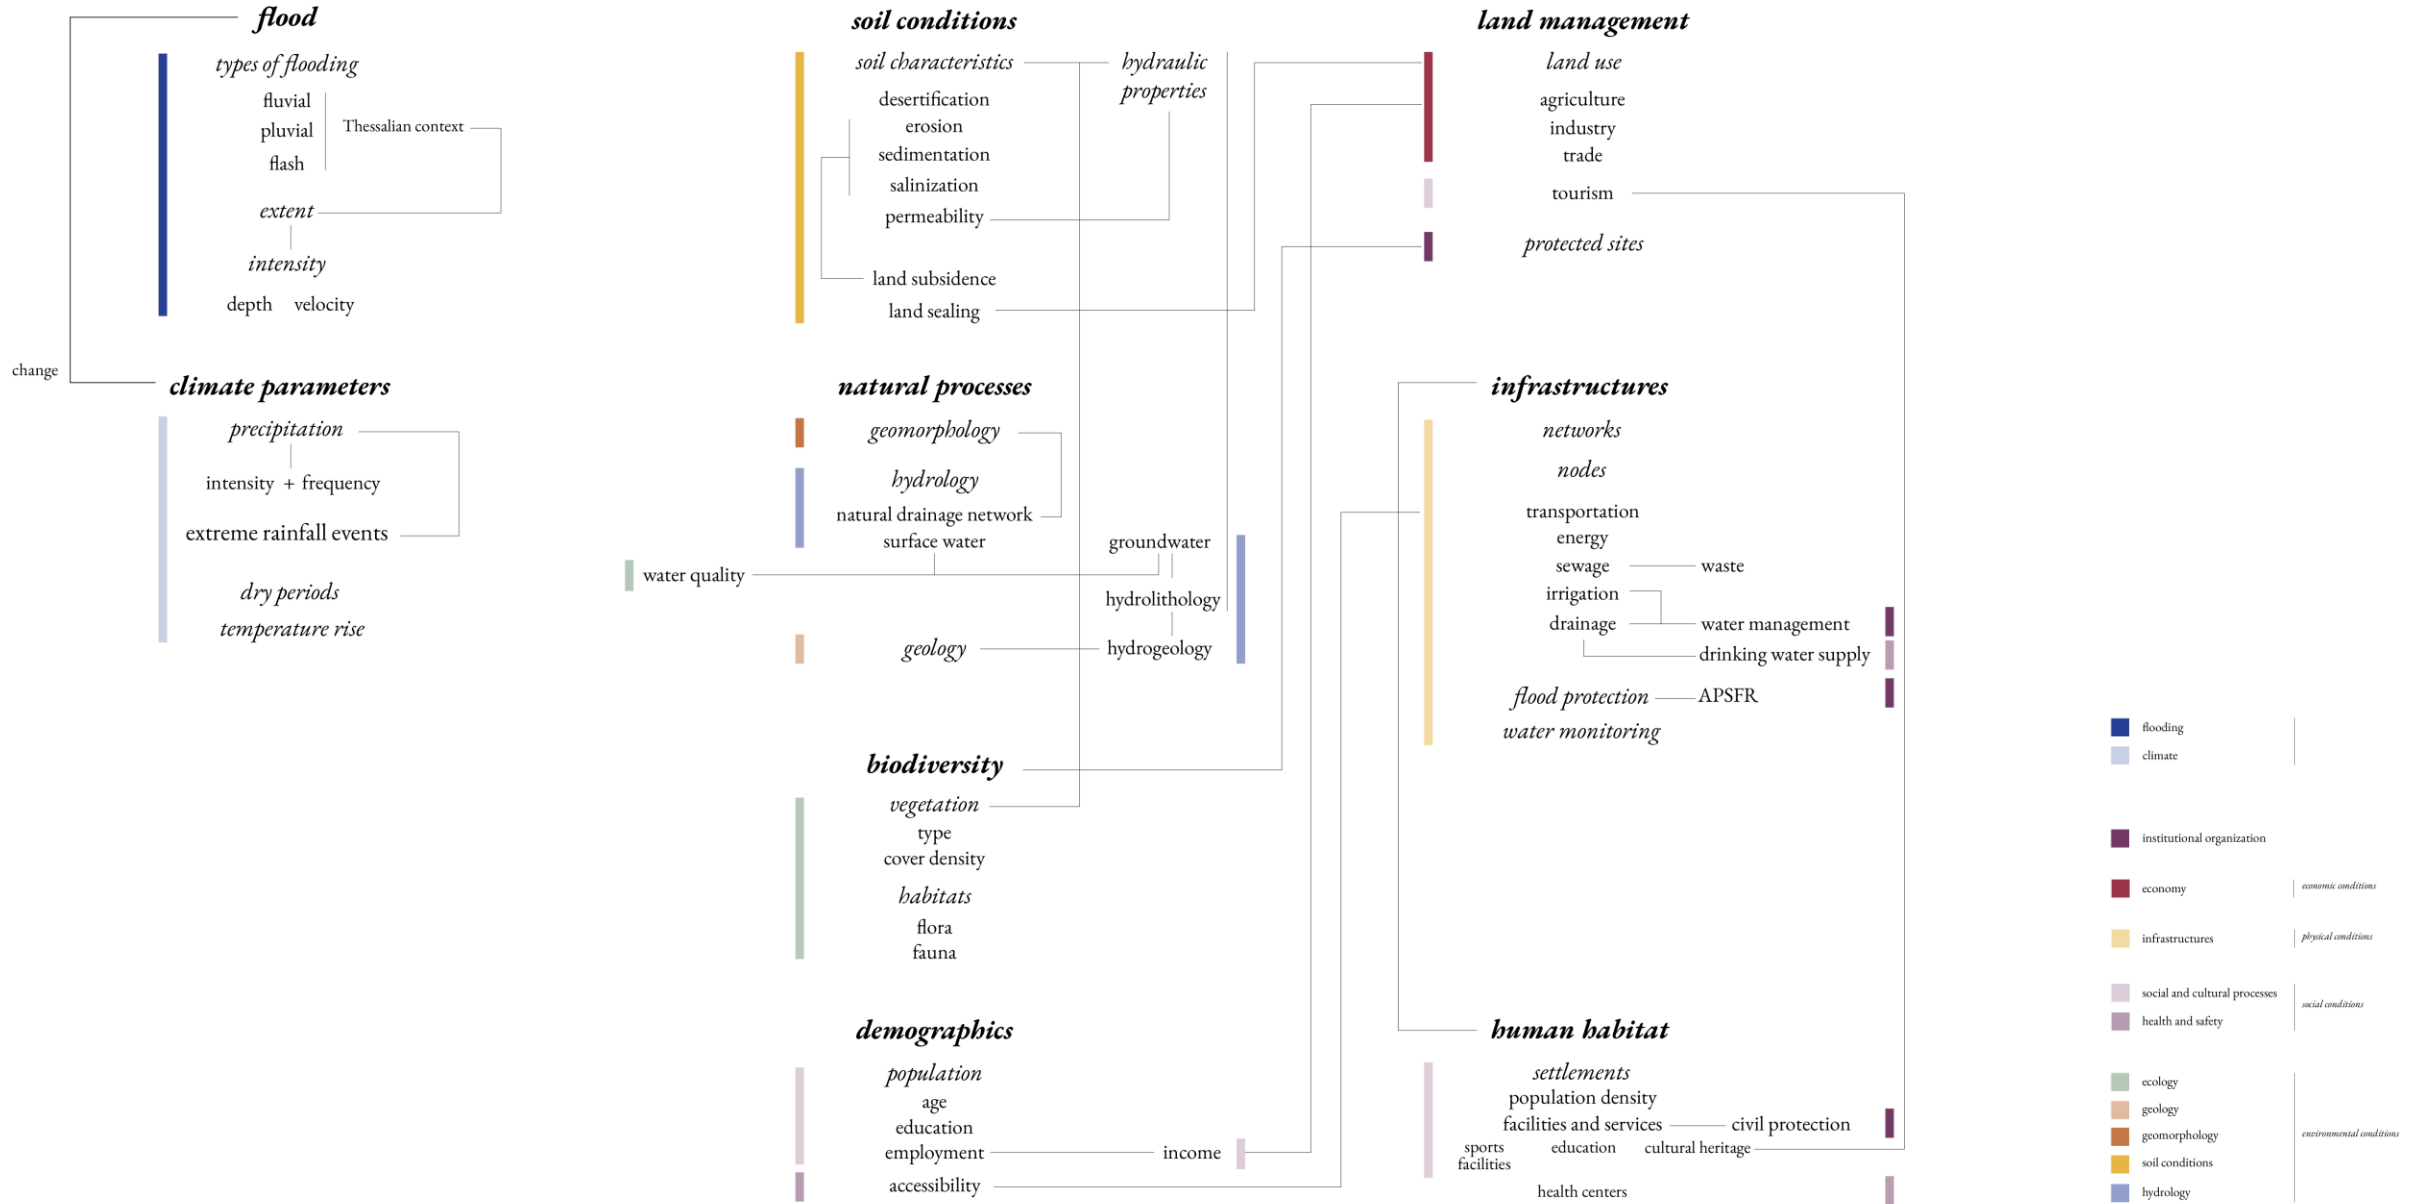 flood
types of flooding
fluvial
pluvial
flash
Thessalian context
extent
intensity
depth velocity
change
climate parameters
precipitation
intensity + frequency
extreme rainfall events
dry periods
temperature rise
soil conditions
soil characteristics
hydraulic
properties
desertification
erosion
sedimentation
salinization
permeability
land subsidence
land sealing
natural processes
geomorphology
hydrology
natural drainage network
surface water
groundwater
water quality
hydrolithology
geology
hydrogeology
biodiversity
vegetation
type
cover density
habitats
flora
fauna
demographics
population
age
education
employment
income
accessibility
land management
land use
agriculture
industry
trade
tourism
protected sites
infrastructures
networks
nodes
transportation
energy
sewage waste
irrigation
drainage water management
drinking water supply
flood protection APSFR
water monitoring
human habitat
settlements
population density
facilities and services civil protection
sports
facilities
education
cultural heritage
health centers
flooding
climate
institutional organization
economy
economic conditions
infrastructures
physical conditions
social and cultural processes
social conditions
health and safety
ecology
geology
geomorphology
environmental conditions
soil conditions
hydrology